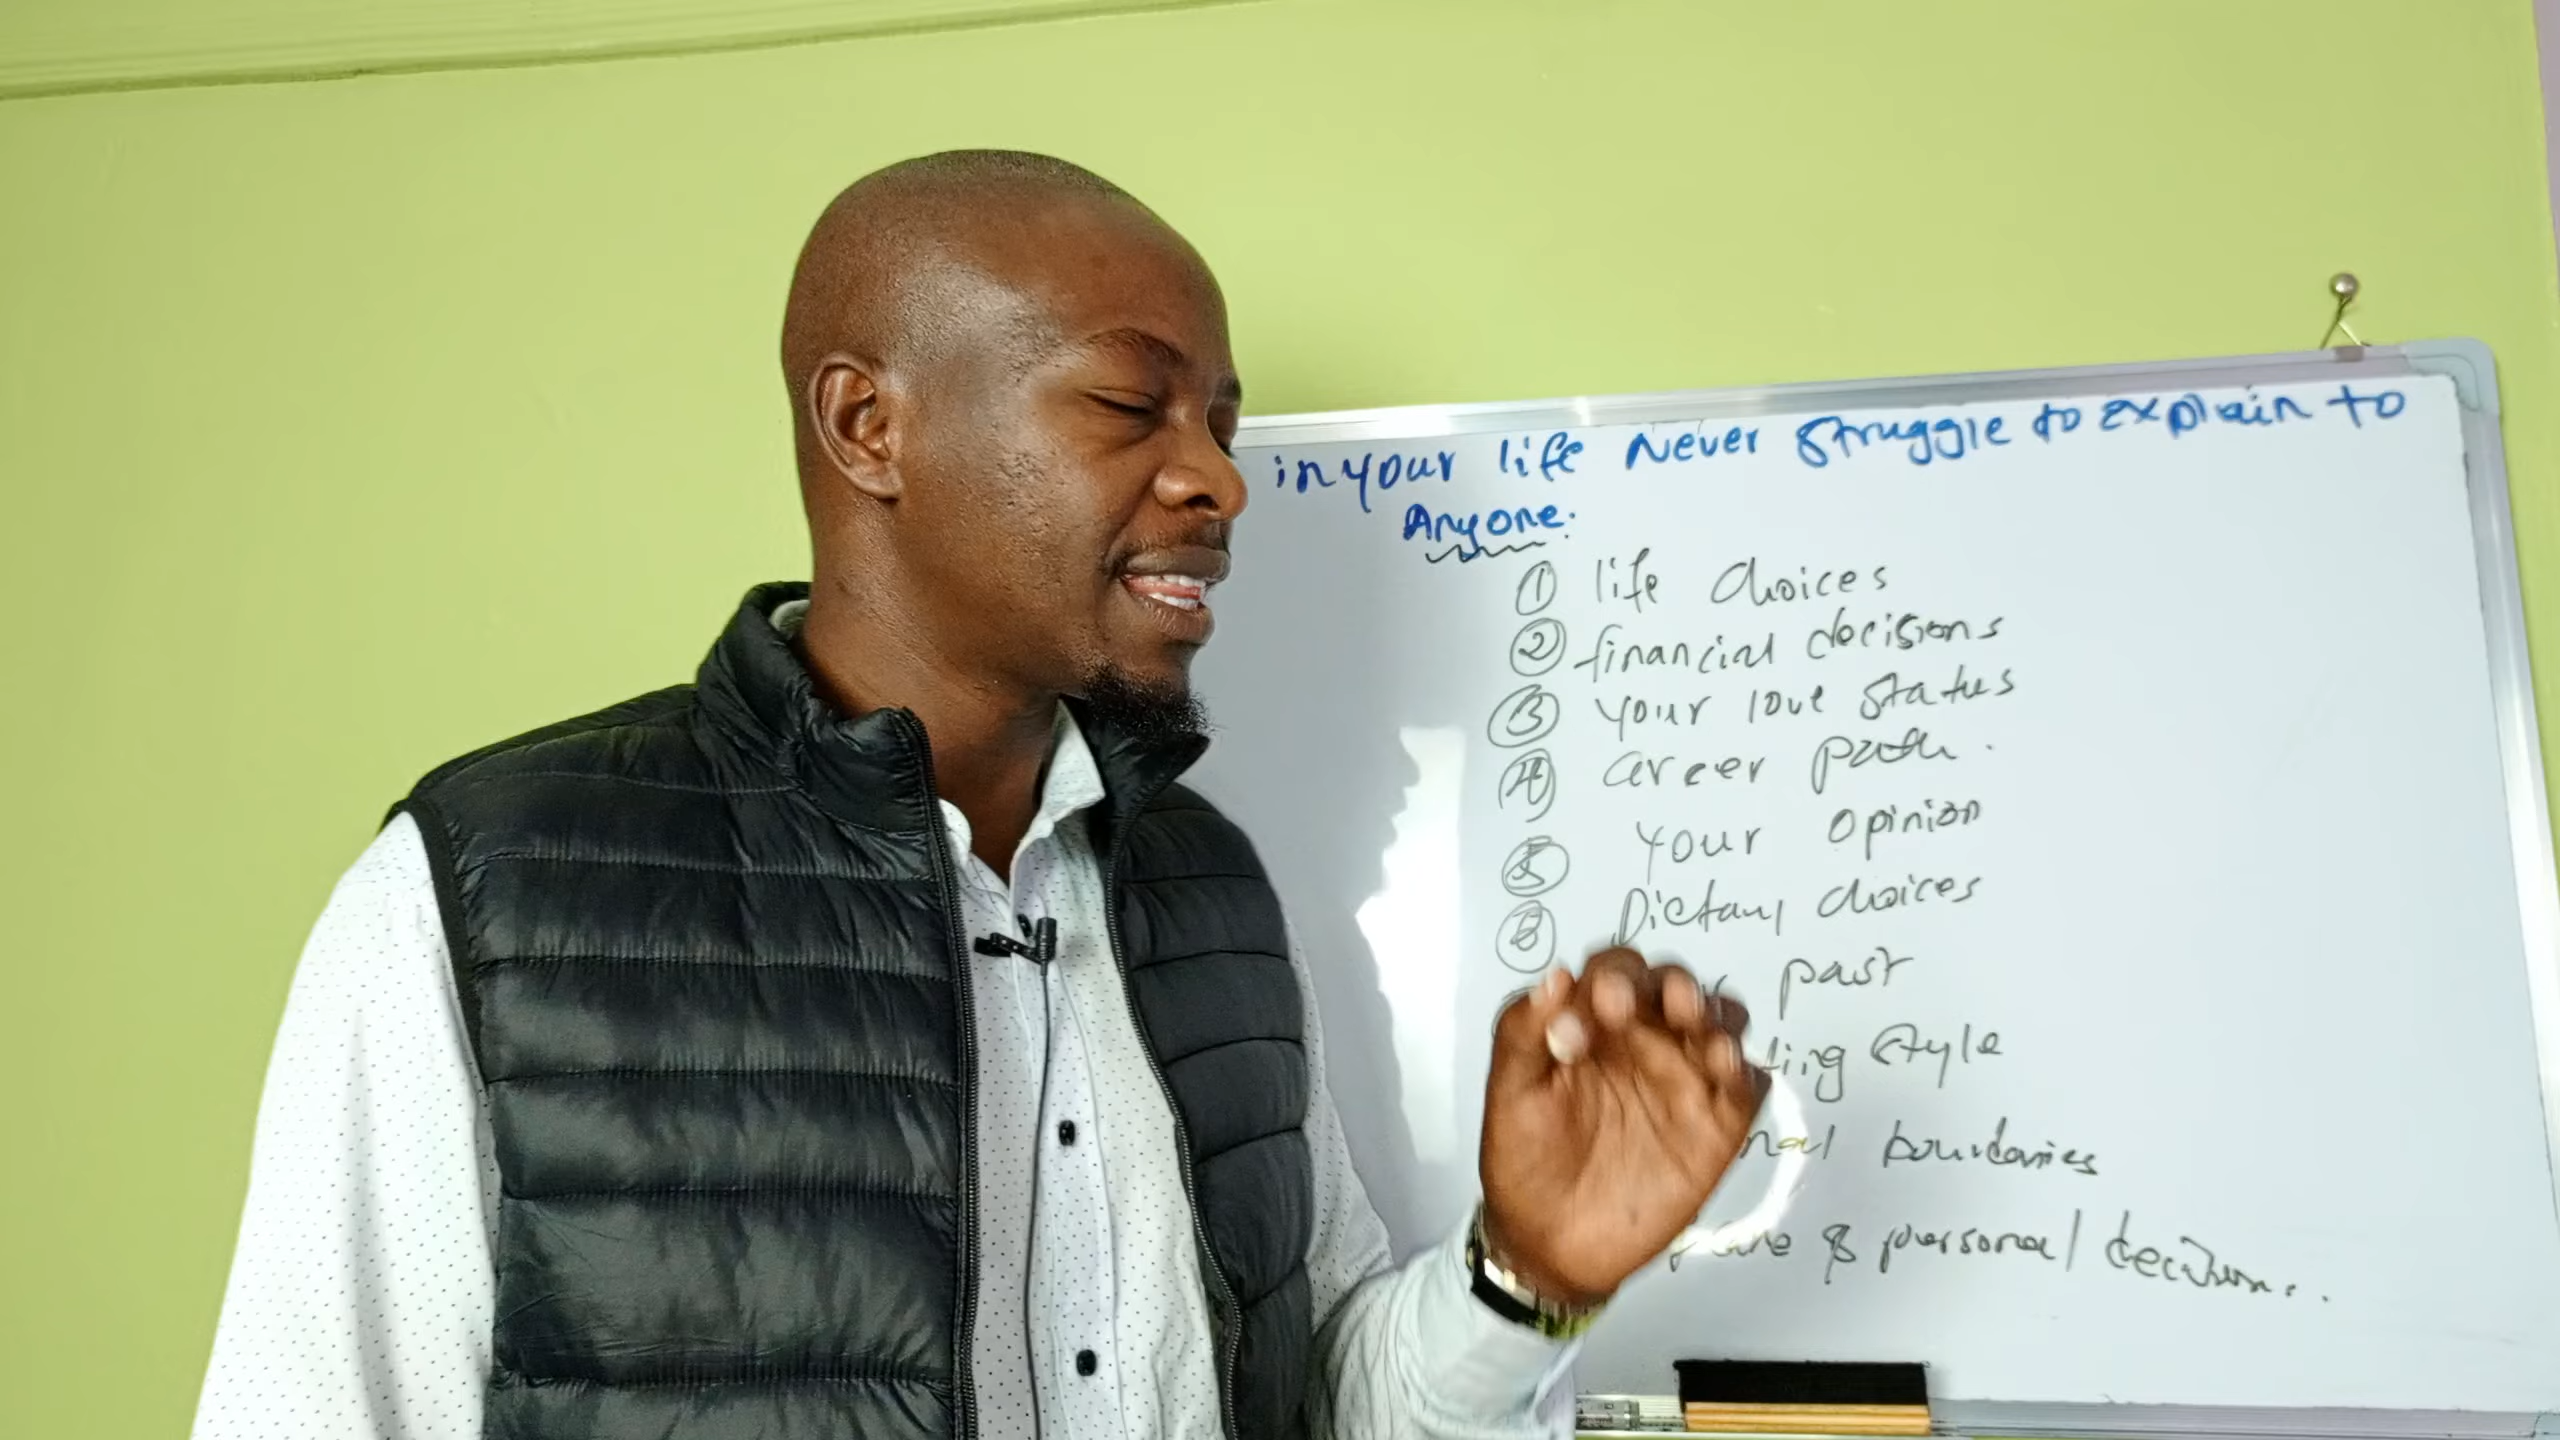 in your life Never struggle to explain to
Anyone.
① life choices
② financial decisions
③ your love status
④ career path.
⑤ Your opinion
⑥ Dietary choices
past
style
boundaries
& personal decisions..